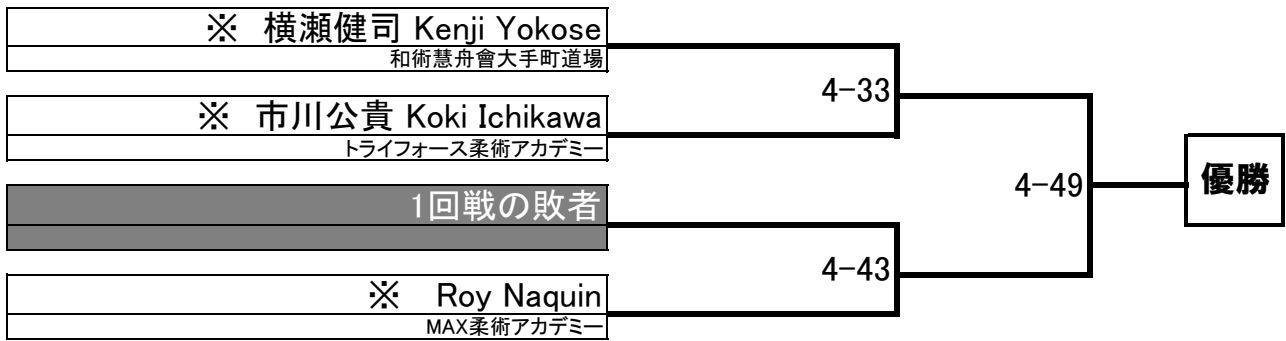 ※ 横瀬健司 Kenji Yokose
和術慧舟會大手町道場
4-33
※ 市川公貴 Koki Ichikawa
トライフォース柔術アカデミー
4-49
優勝
1回戦の敗者
4-43
※ Roy Naquin
MAX柔術アカデミー